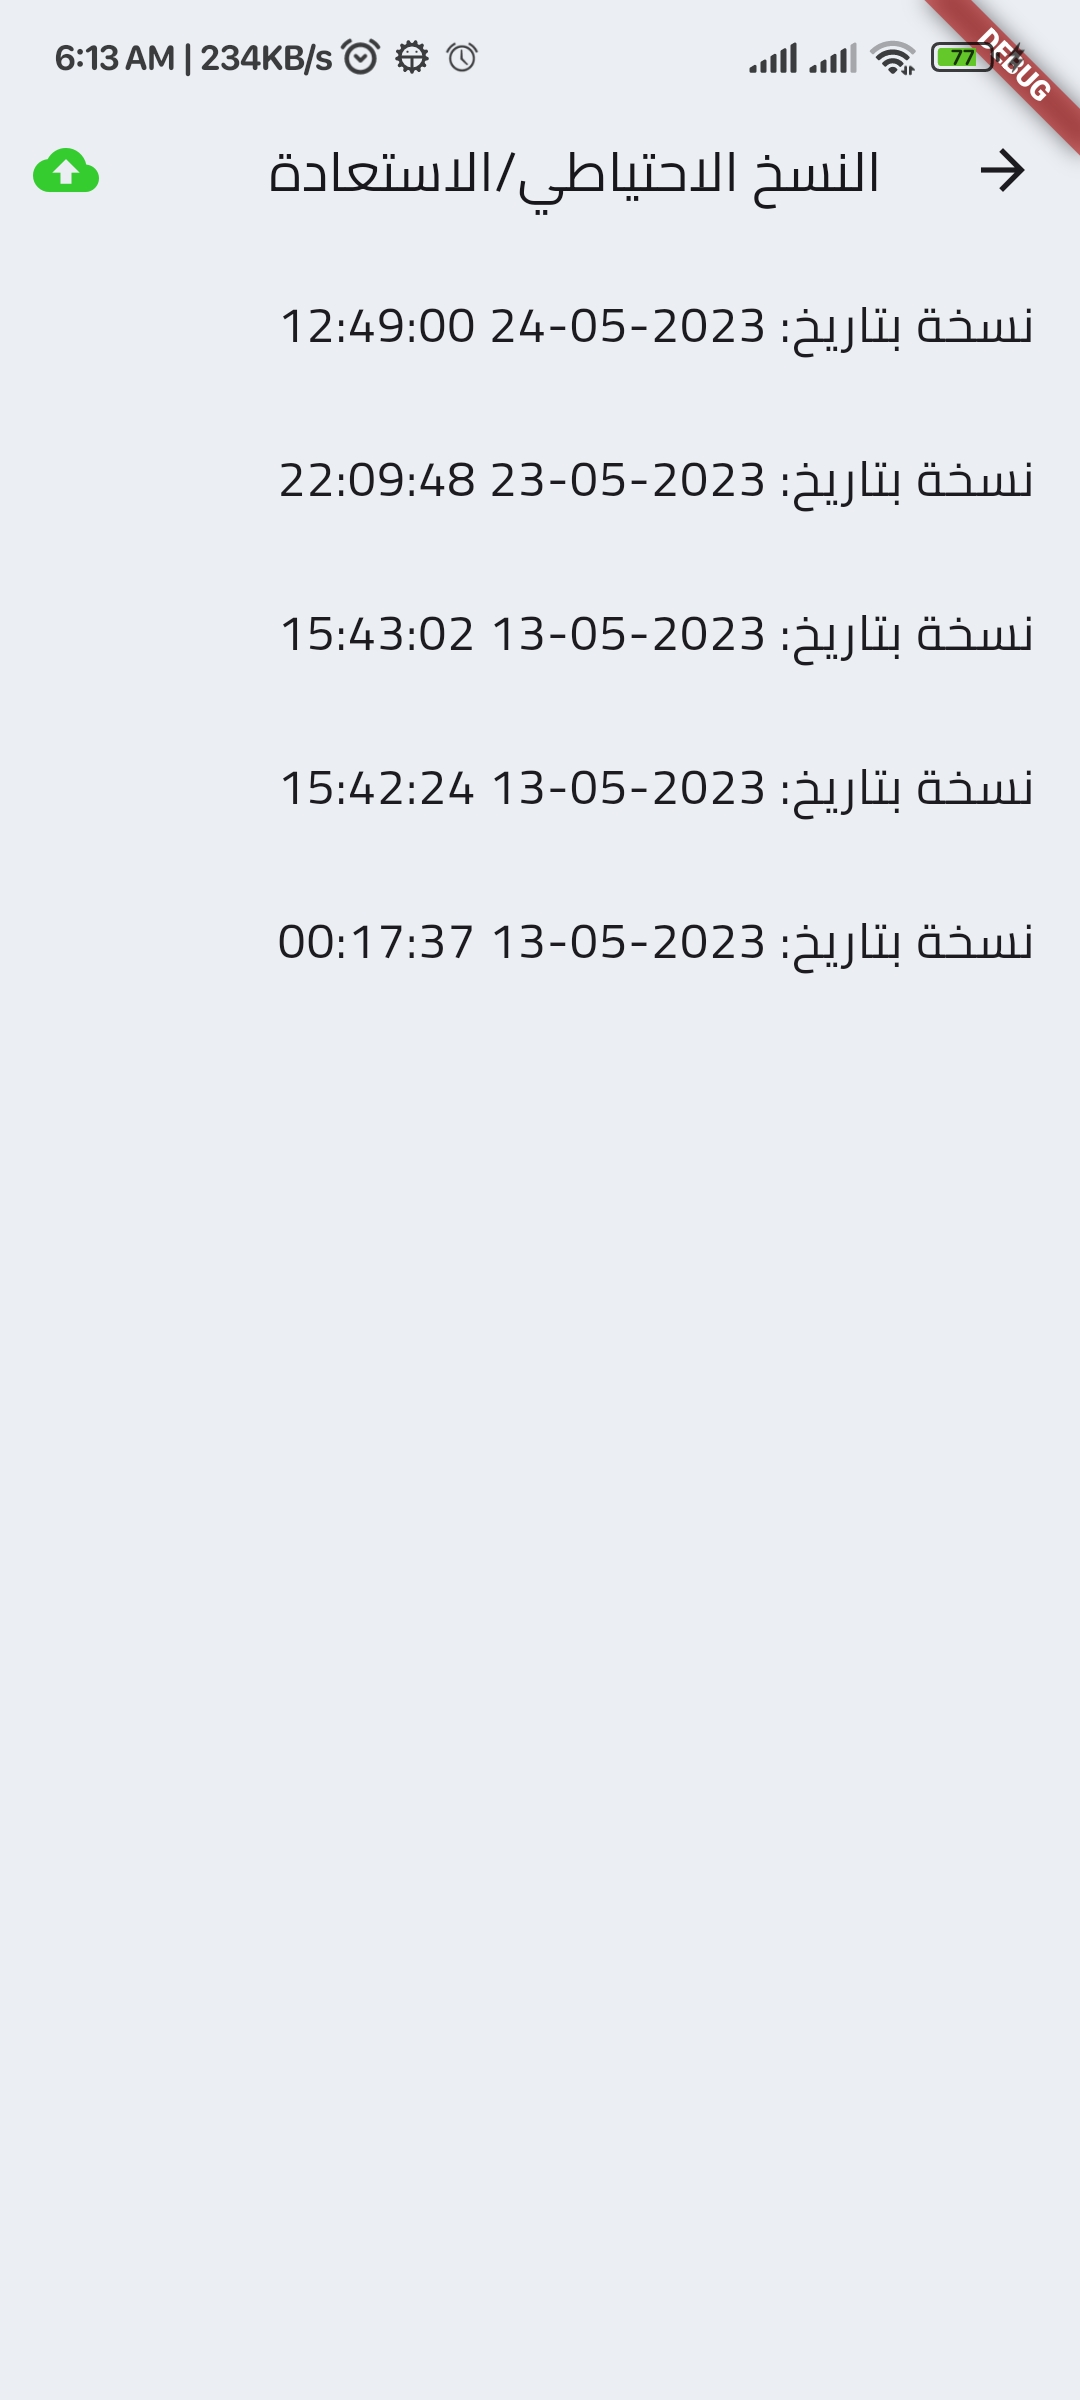 6:13 AM | 234KB/s
77
DEBUG
النسخ الاحتياطي/الاستعادة
نسخة بتاريخ: 2023-05-24 12:49:00
نسخة بتاريخ: 2023-05-23 22:09:48
نسخة بتاريخ: 2023-05-13 15:43:02
نسخة بتاريخ: 2023-05-13 15:42:24
نسخة بتاريخ: 2023-05-13 00:17:37